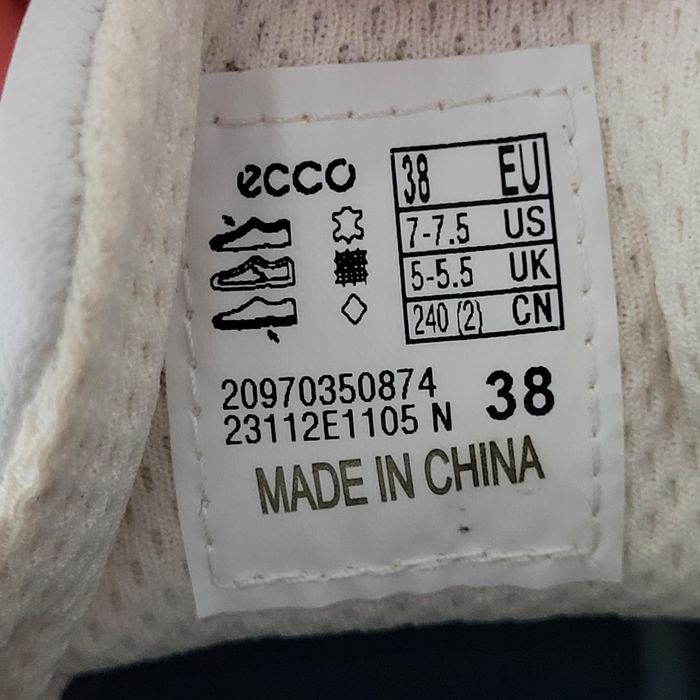 ecco
38 EU
7-7.5 US
5-5.5 UK
240 (2) CN
20970350874
23112E1105 N
38
MADE IN CHINA